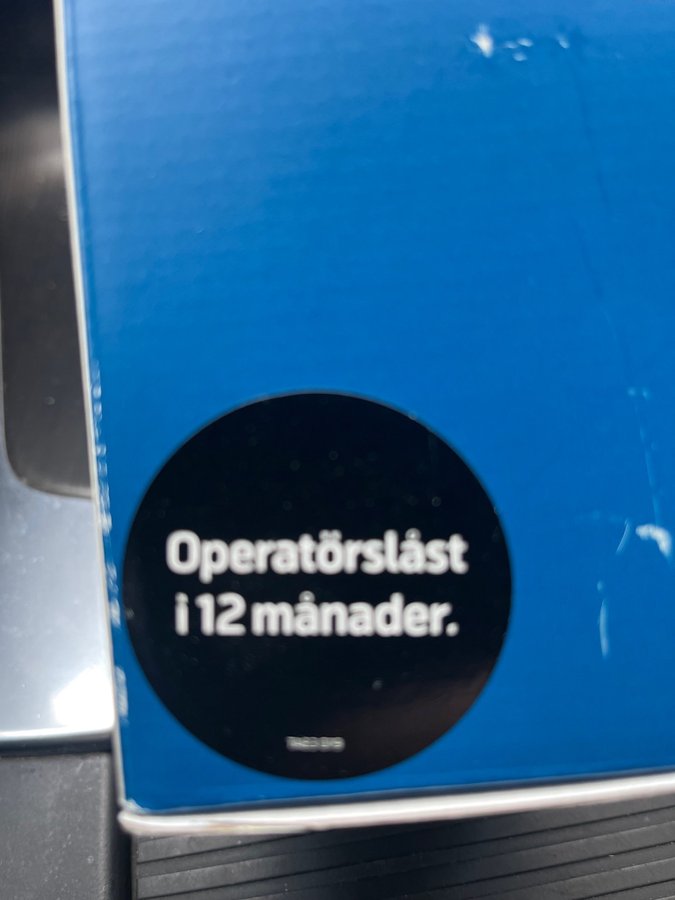 Operatörslåst
i 12 månader.